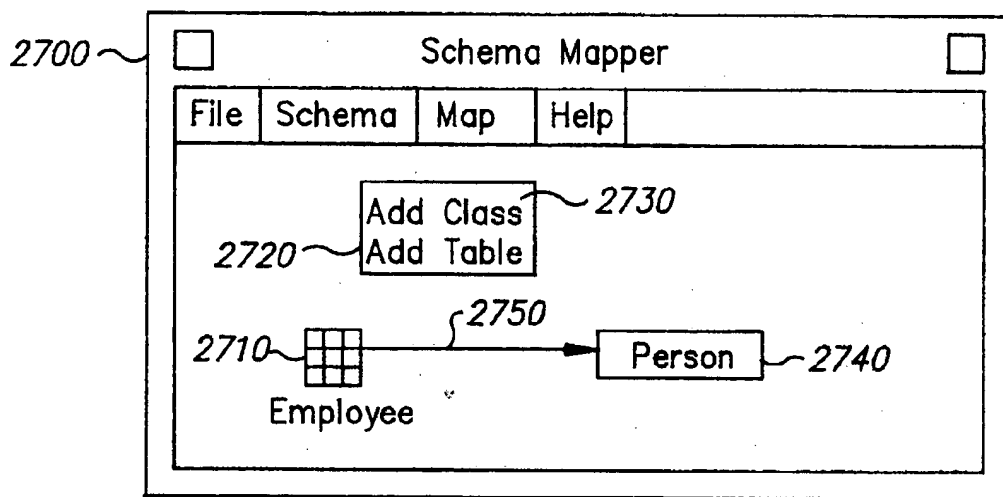 2700 Schema Mapper
File Schema Map Help
Add Class 2730
2720 Add Table
2750
2710 Person 2740
Employee